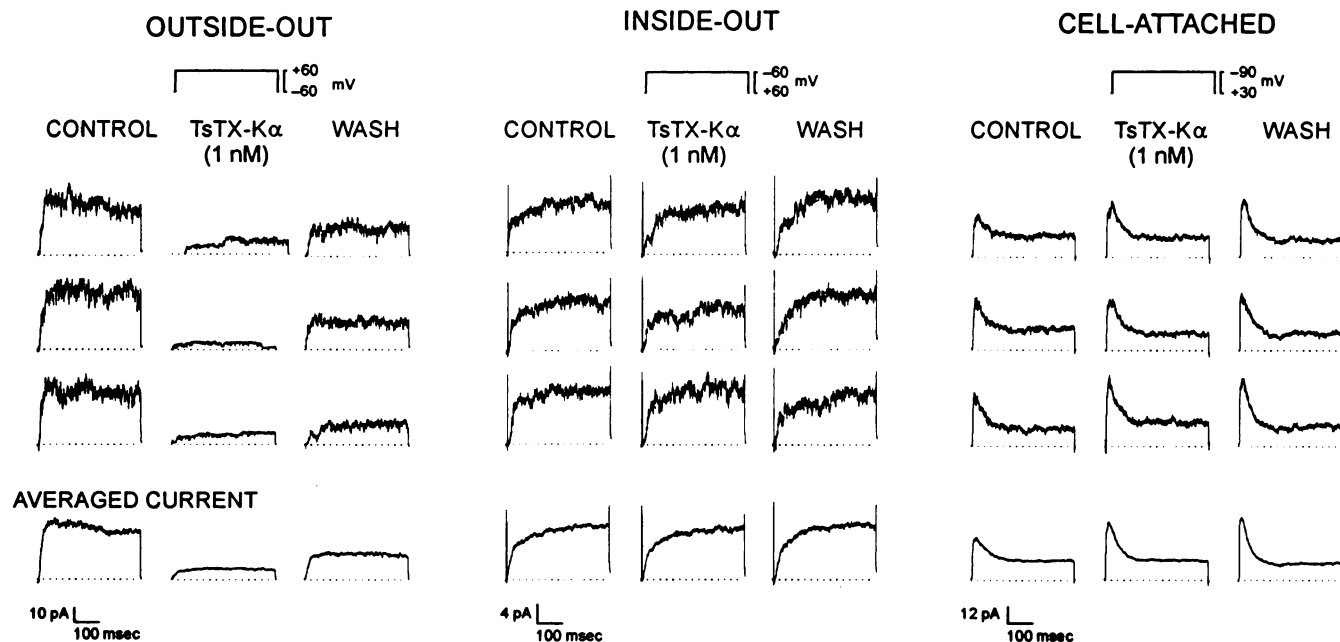 OUTSIDE-OUT
+60
−60
mV
CONTROL TsTX-Kα WASH
(1 nM)
INSIDE-OUT
−60
+60
mV
CONTROL TsTX-Kα WASH
(1 nM)
CELL-ATTACHED
−90
+30
mV
CONTROL TsTX-Kα WASH
(1 nM)
AVERAGED CURRENT
10 pA
100 msec
4 pA
100 msec
12 pA
100 msec